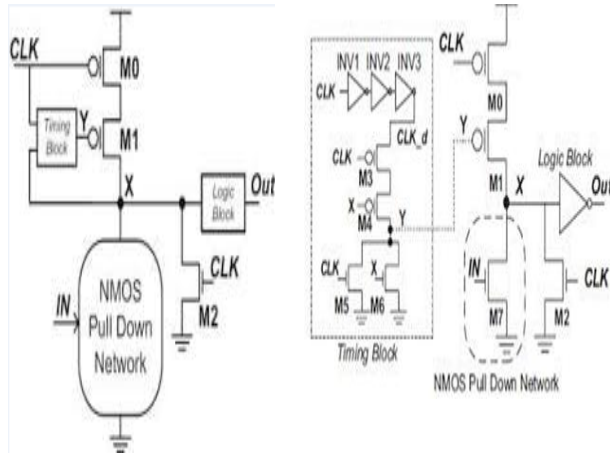 CLK
M0
Timing Block
Y
M1
X
Logic Block
Out
CLK
M2
IN
NMOS
Pull Down
Network
INV1 INV2 INV3
CLK
CLK_d
CLK
M3
X
M4
Y
CLK
M5
X
M6
Timing Block
CLK
M0
Y
M1
Logic Block
X
Out
IN
M7
CLK
M2
NMOS Pull Down Network